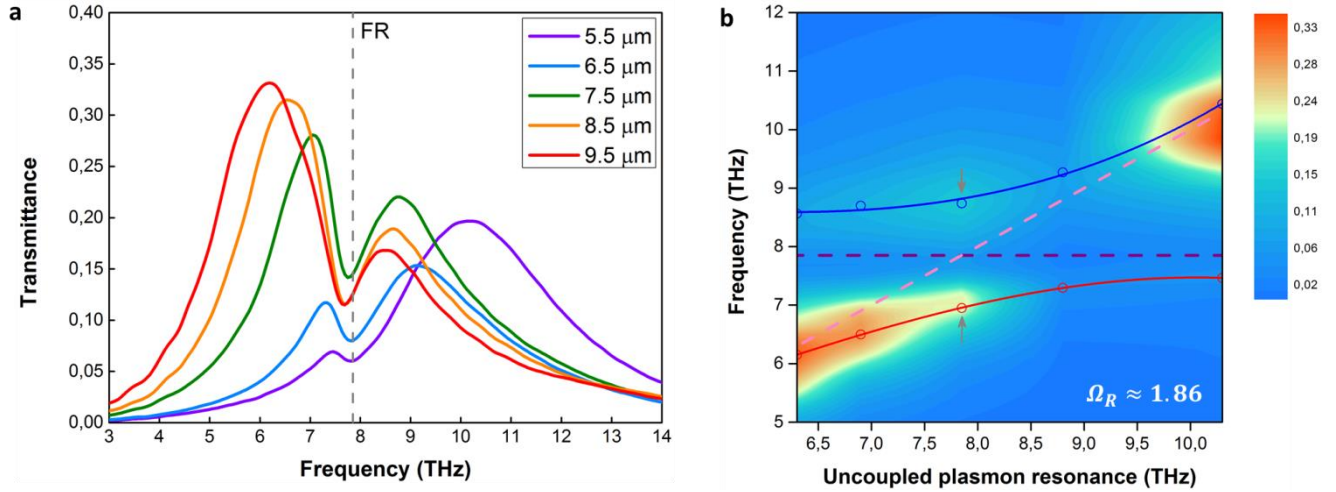 a
FR
5.5 μm
6.5 μm
7.5 μm
8.5 μm
9.5 μm
0,40
0,35
0,30
0,25
0,20
0,15
0,10
0,05
0,00
Transmittance
3 4 5 6 7 8 9 10 11 12 13 14
Frequency (THz)
b
12
11
10
9
8
7
6
5
Frequency (THz)
Ω_R ≈ 1.86
6,5 7,0 7,5 8,0 8,5 9,0 9,5 10,0
Uncoupled plasmon resonance (THz)
0,33
0,28
0,24
0,19
0,15
0,11
0,06
0,02